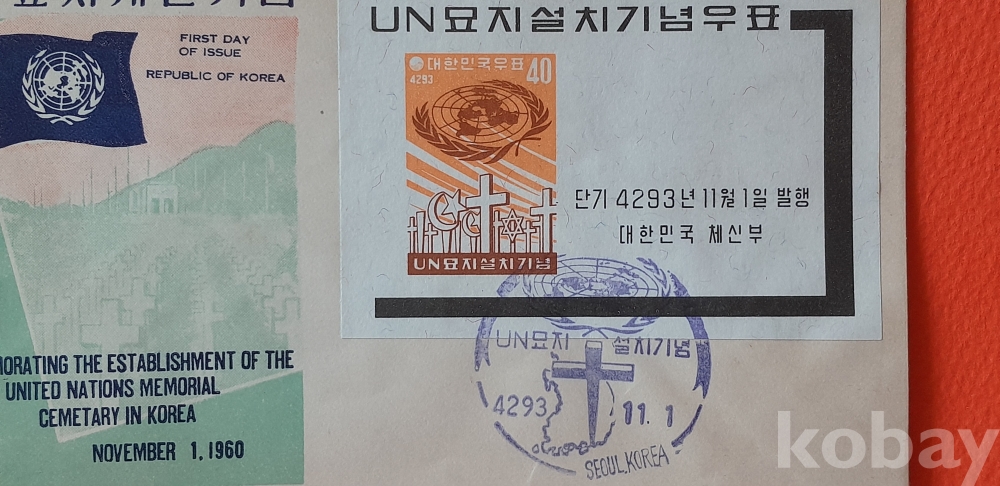 FIRST DAY
OF ISSUE
REPUBLIC OF KOREA
ORATING THE ESTABLISHMENT OF THE
UNITED NATIONS MEMORIAL
CEMETARY IN KOREA
NOVEMBER 1, 1960
UN묘지설치기념우표
대한민국우표 40
4293
UN묘지설치기념
단기 4293년 11월 1일 발행
대한민국 체신부
UN묘지 설치기념
4293 11. 1
SEOUL, KOREA
kobay